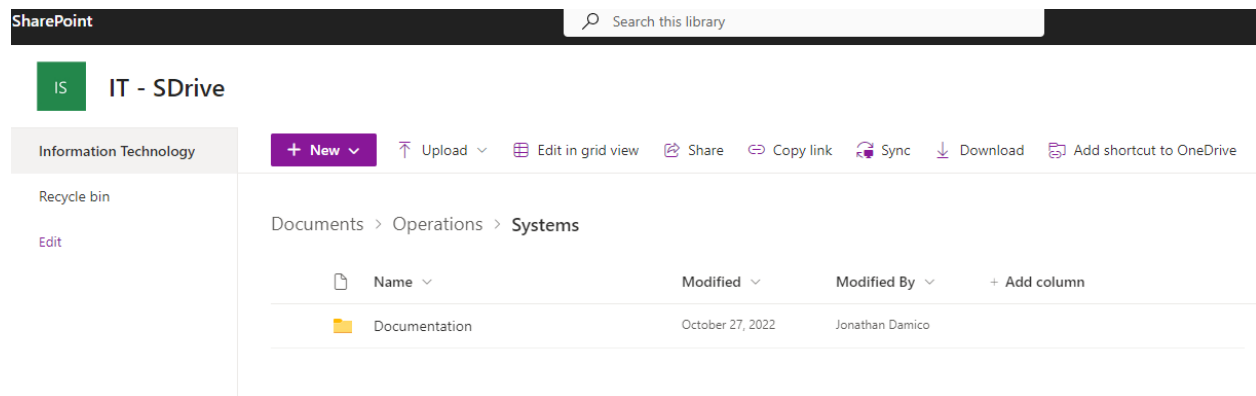 SharePoint
Search this library
IS
IT - SDrive
Information Technology
Recycle bin
Edit
+ New
Upload
Edit in grid view
Share
Copy link
Sync
Download
Add shortcut to OneDrive
Documents > Operations > Systems
Name
Modified
Modified By
+ Add column
Documentation
October 27, 2022
Jonathan Damico